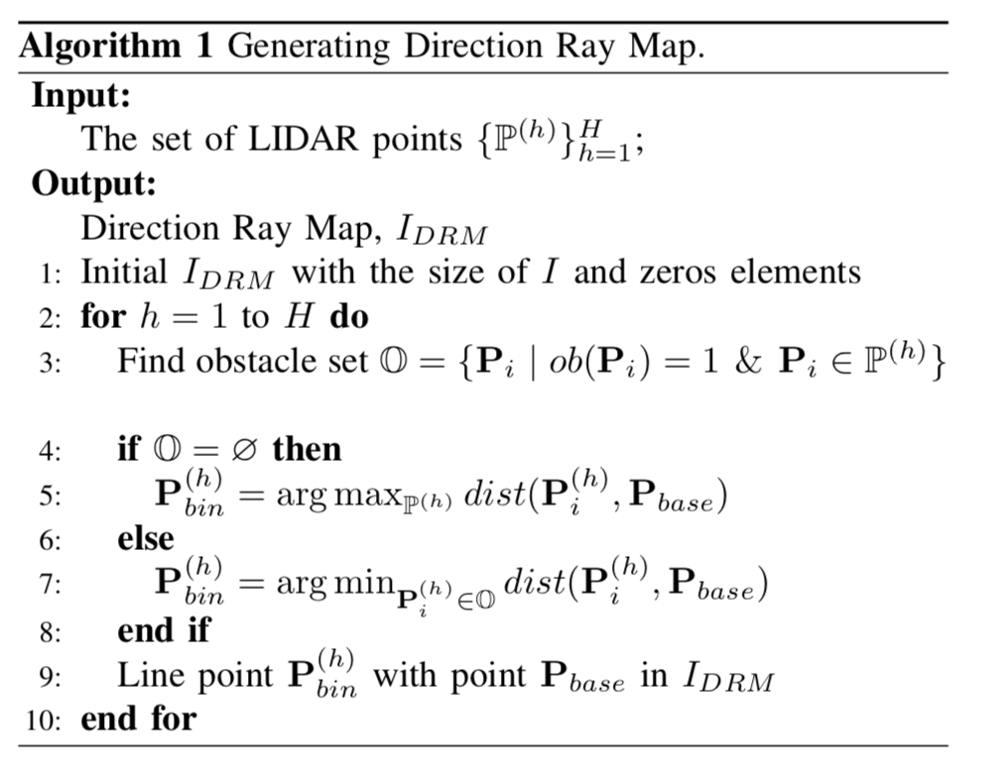 Algorithm 1 Generating Direction Ray Map.
Input:
The set of LIDAR points $\{\mathbb{P}^{(h)}\}_{h=1}^{H}$;
Output:
Direction Ray Map, $I_{DRM}$
1: Initial $I_{DRM}$ with the size of $I$ and zeros elements
2: for $h = 1$ to $H$ do
3: Find obstacle set $\mathbb{O} = \{\mathbf{P}_i \mid ob(\mathbf{P}_i) = 1 \ \& \ \mathbf{P}_i \in \mathbb{P}^{(h)}\}$
4: if $\mathbb{O} = \varnothing$ then
5: $\mathbf{P}_{bin}^{(h)} = \arg\max_{\mathbb{P}^{(h)}} dist(\mathbf{P}_i^{(h)}, \mathbf{P}_{base})$
6: else
7: $\mathbf{P}_{bin}^{(h)} = \arg\min_{\mathbf{P}_i^{(h)} \in \mathbb{O}} dist(\mathbf{P}_i^{(h)}, \mathbf{P}_{base})$
8: end if
9: Line point $\mathbf{P}_{bin}^{(h)}$ with point $\mathbf{P}_{base}$ in $I_{DRM}$
10: end for